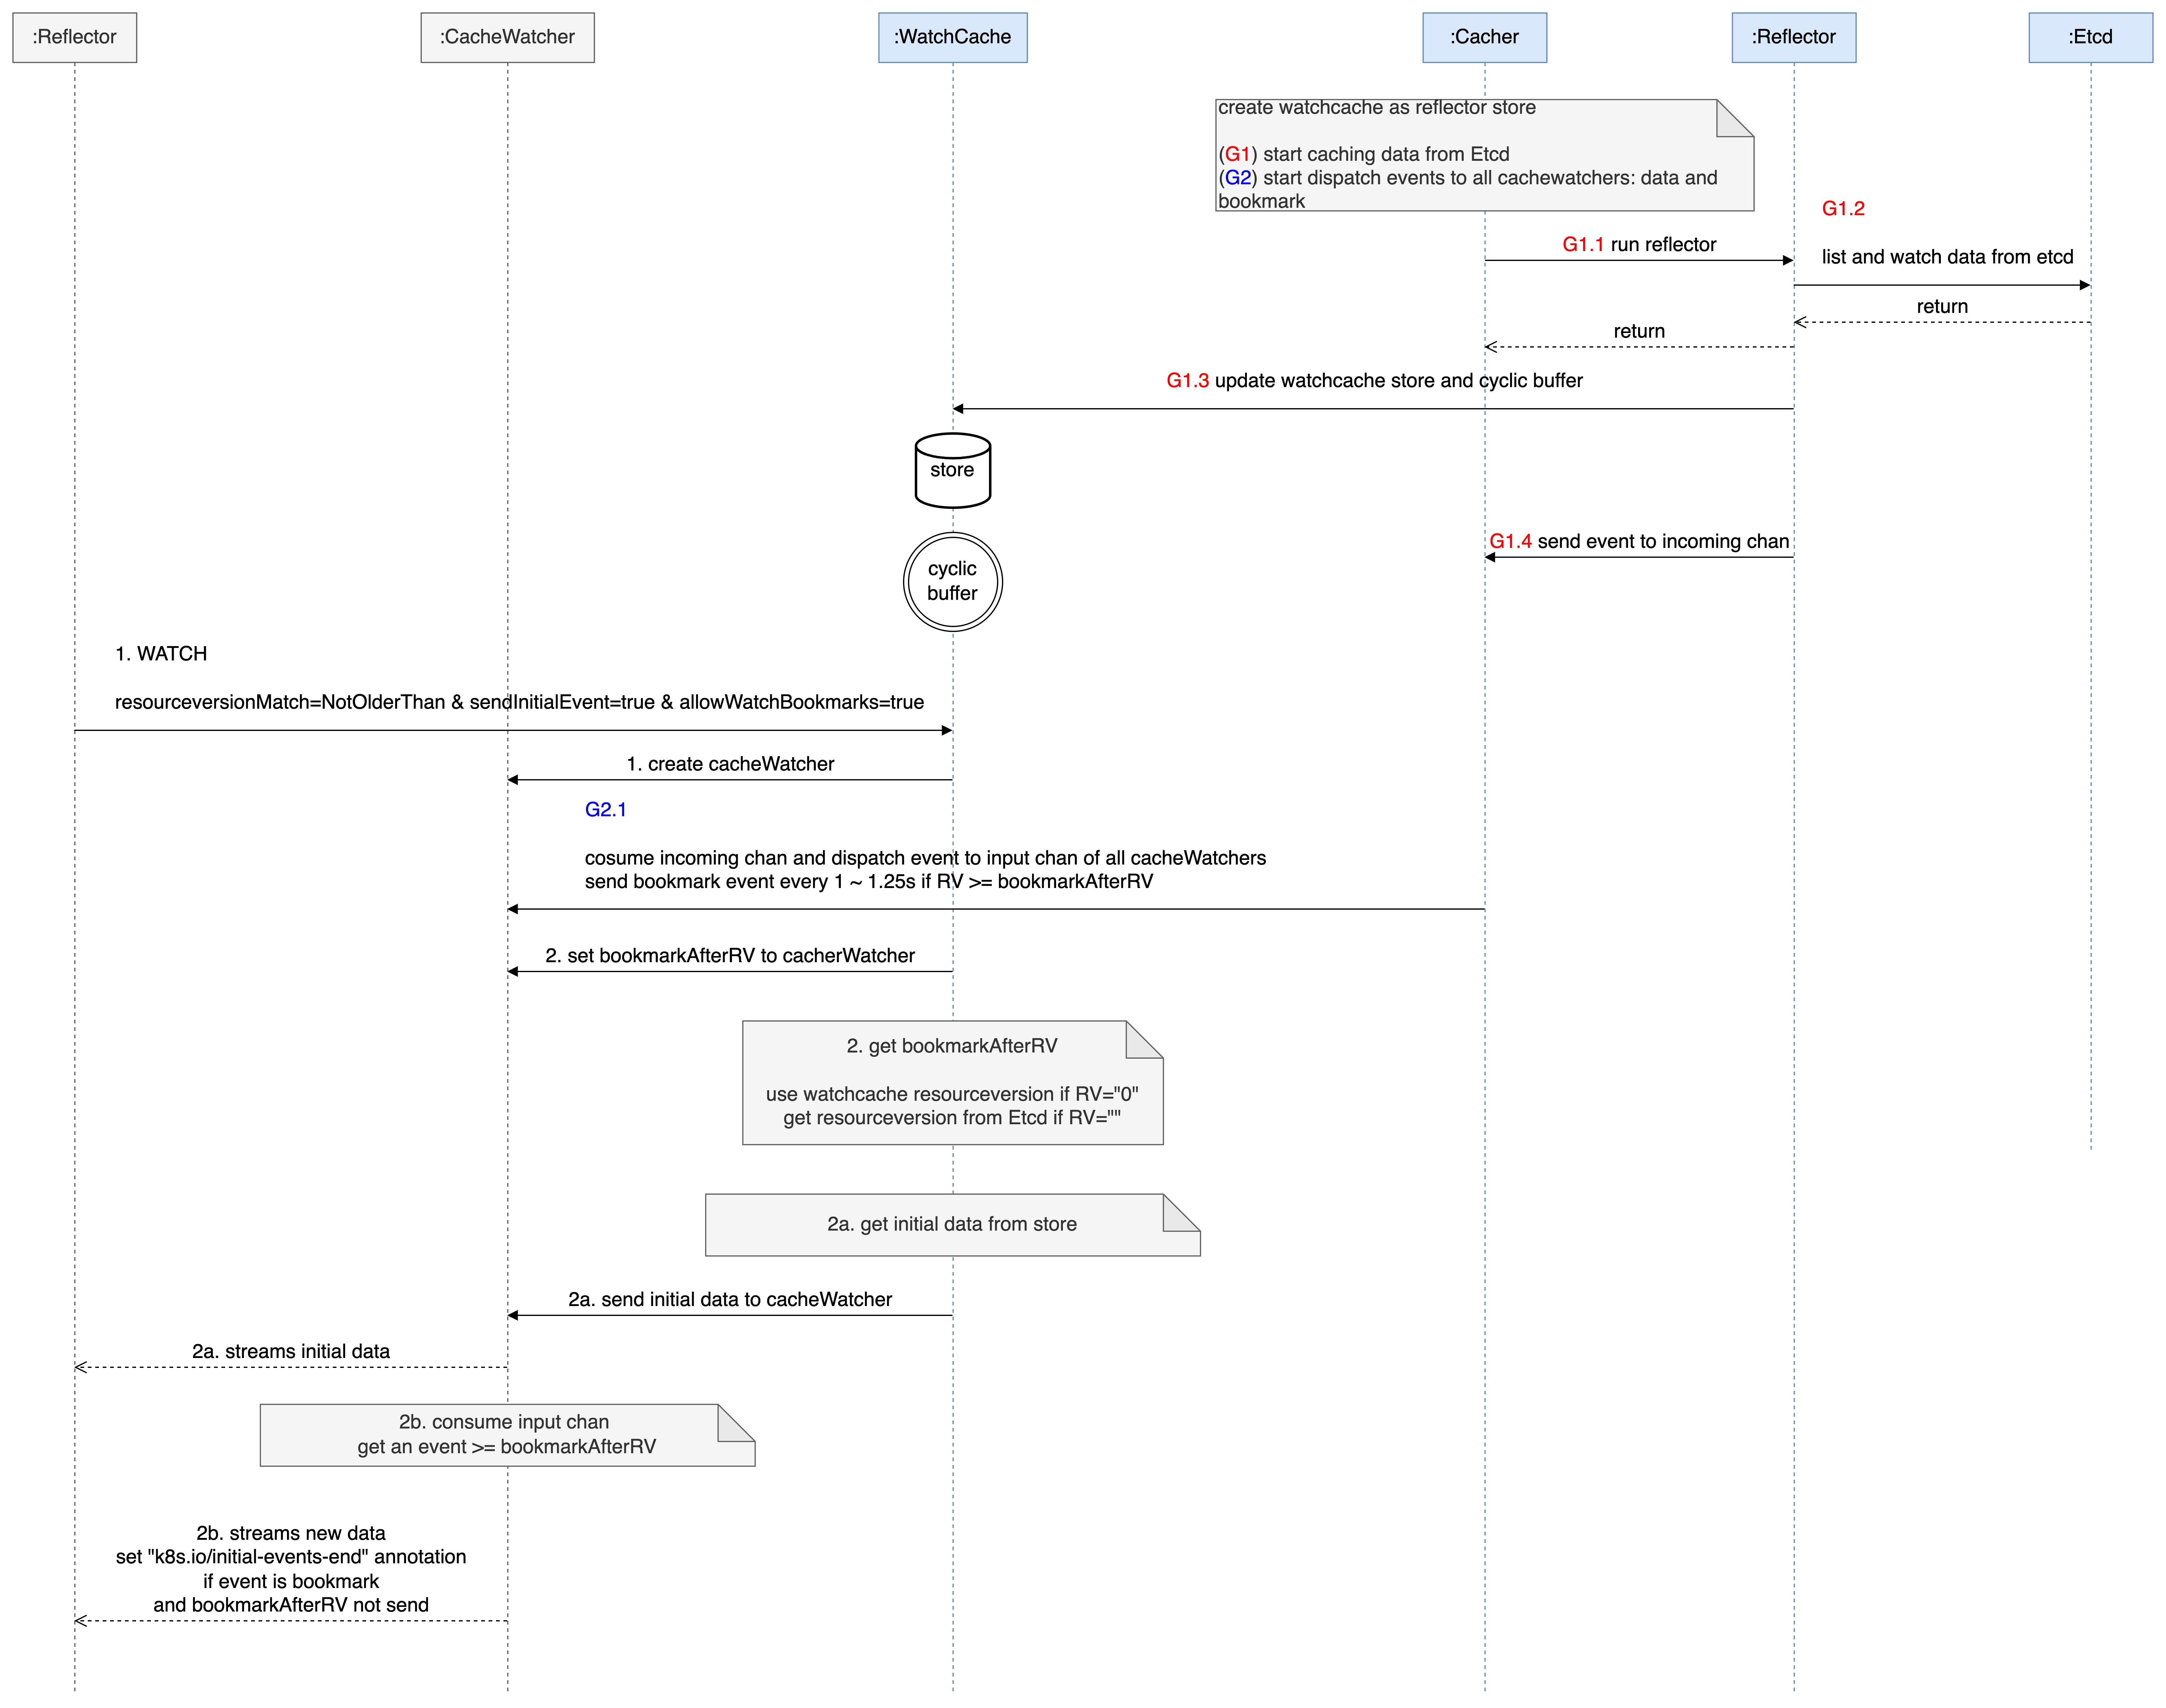 :Reflector
:CacheWatcher
:WatchCache
:Cacher
:Reflector
:Etcd
create watchcache as reflector store
(G1) start caching data from Etcd
(G2) start dispatch events to all cachewatchers: data and
bookmark
G1.2
G1.1 run reflector
list and watch data from etcd
return
return
G1.3 update watchcache store and cyclic buffer
store
G1.4 send event to incoming chan
cyclic
buffer
1. WATCH
resourceversionMatch=NotOlderThan & sendInitialEvent=true & allowWatchBookmarks=true
1. create cacheWatcher
G2.1
cosume incoming chan and dispatch event to input chan of all cacheWatchers
send bookmark event every 1 ~ 1.25s if RV >= bookmarkAfterRV
2. set bookmarkAfterRV to cacherWatcher
2. get bookmarkAfterRV
use watchcache resourceversion if RV="0"
get resourceversion from Etcd if RV=""
2a. get initial data from store
2a. send initial data to cacheWatcher
2a. streams initial data
2b. consume input chan
get an event >= bookmarkAfterRV
2b. streams new data
set "k8s.io/initial-events-end" annotation
if event is bookmark
and bookmarkAfterRV not send